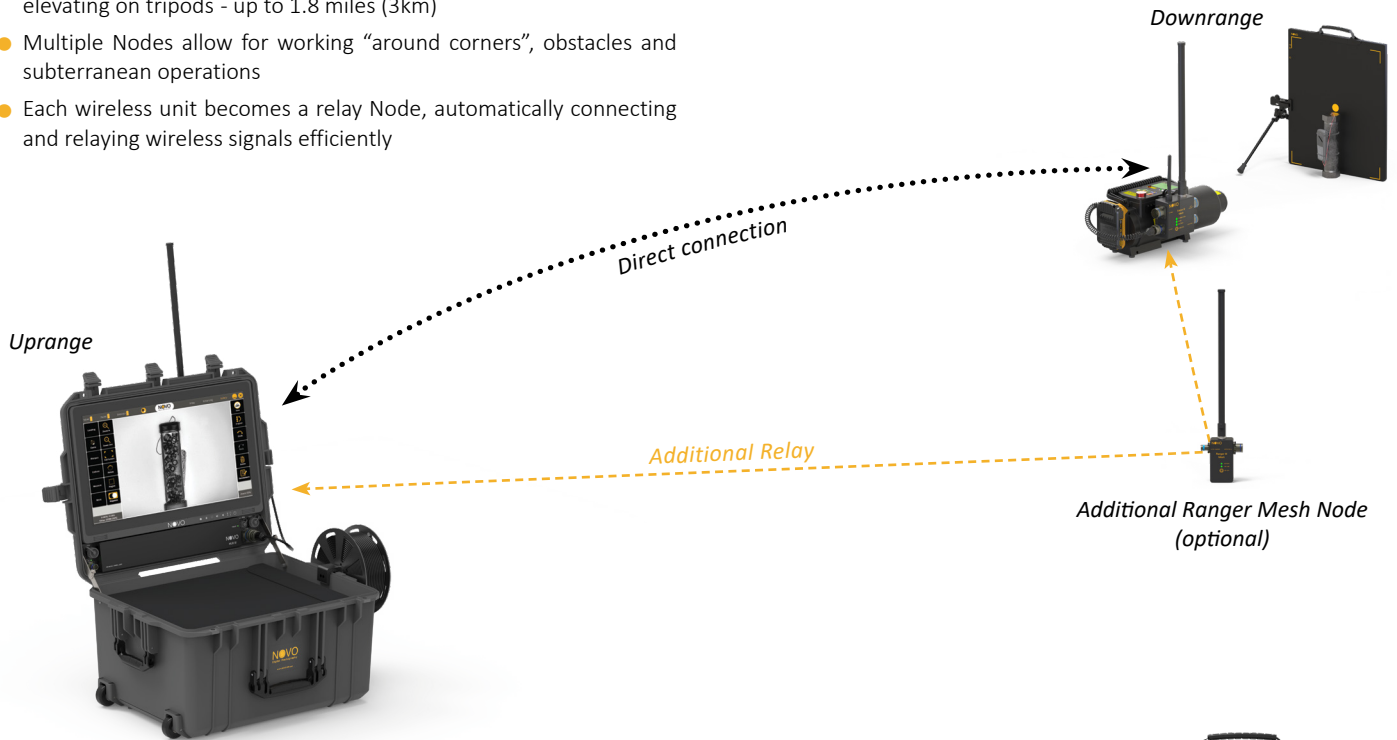 elevating on tripods - up to 1.8 miles (3km)
Multiple Nodes allow for working “around corners”, obstacles and
subterranean operations
Each wireless unit becomes a relay Node, automatically connecting
and relaying wireless signals efficiently
Downrange
Direct connection
Uprange
Additional Relay
Additional Ranger Mesh Node
(optional)
NOVO
NOVO
NOVO
NOVO